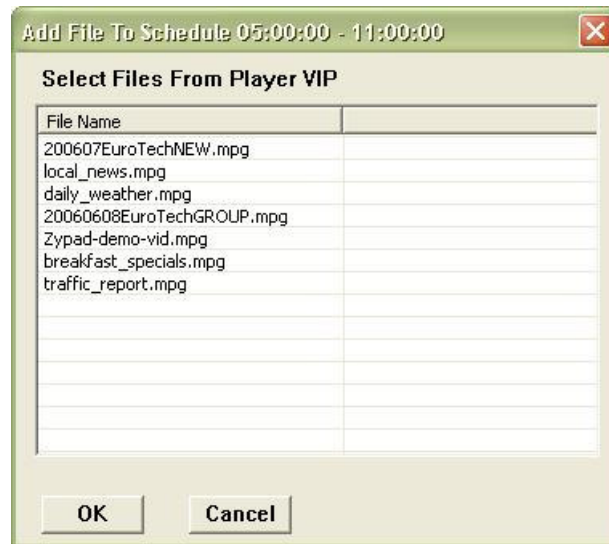 Add File To Schedule 05:00:00 - 11:00:00
Select Files From Player VIP
File Name
200607EuroTechNEW.mpg
local_news.mpg
daily_weather.mpg
20060608EuroTechGROUP.mpg
Zypad-demo-vid.mpg
breakfast_specials.mpg
traffic_report.mpg
OK Cancel